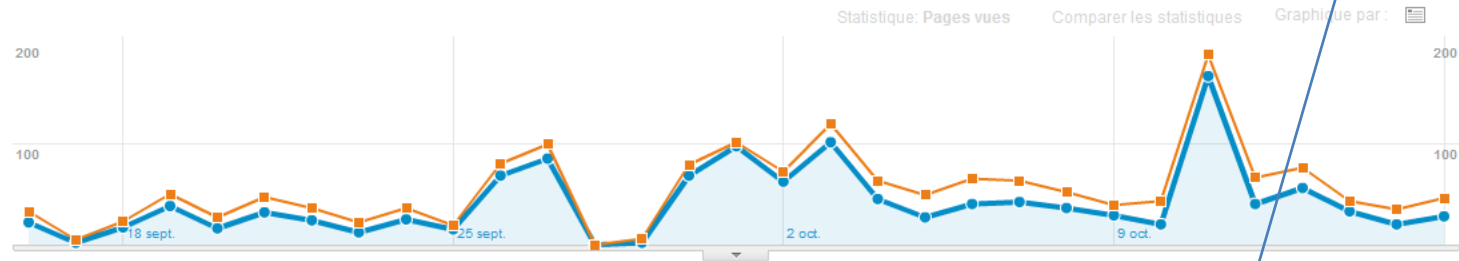 Statistique: Pages vues Comparer les statistiques Graphique par :
200 200
100 100
18 sept. 25 sept. 2 oct. 9 oct.